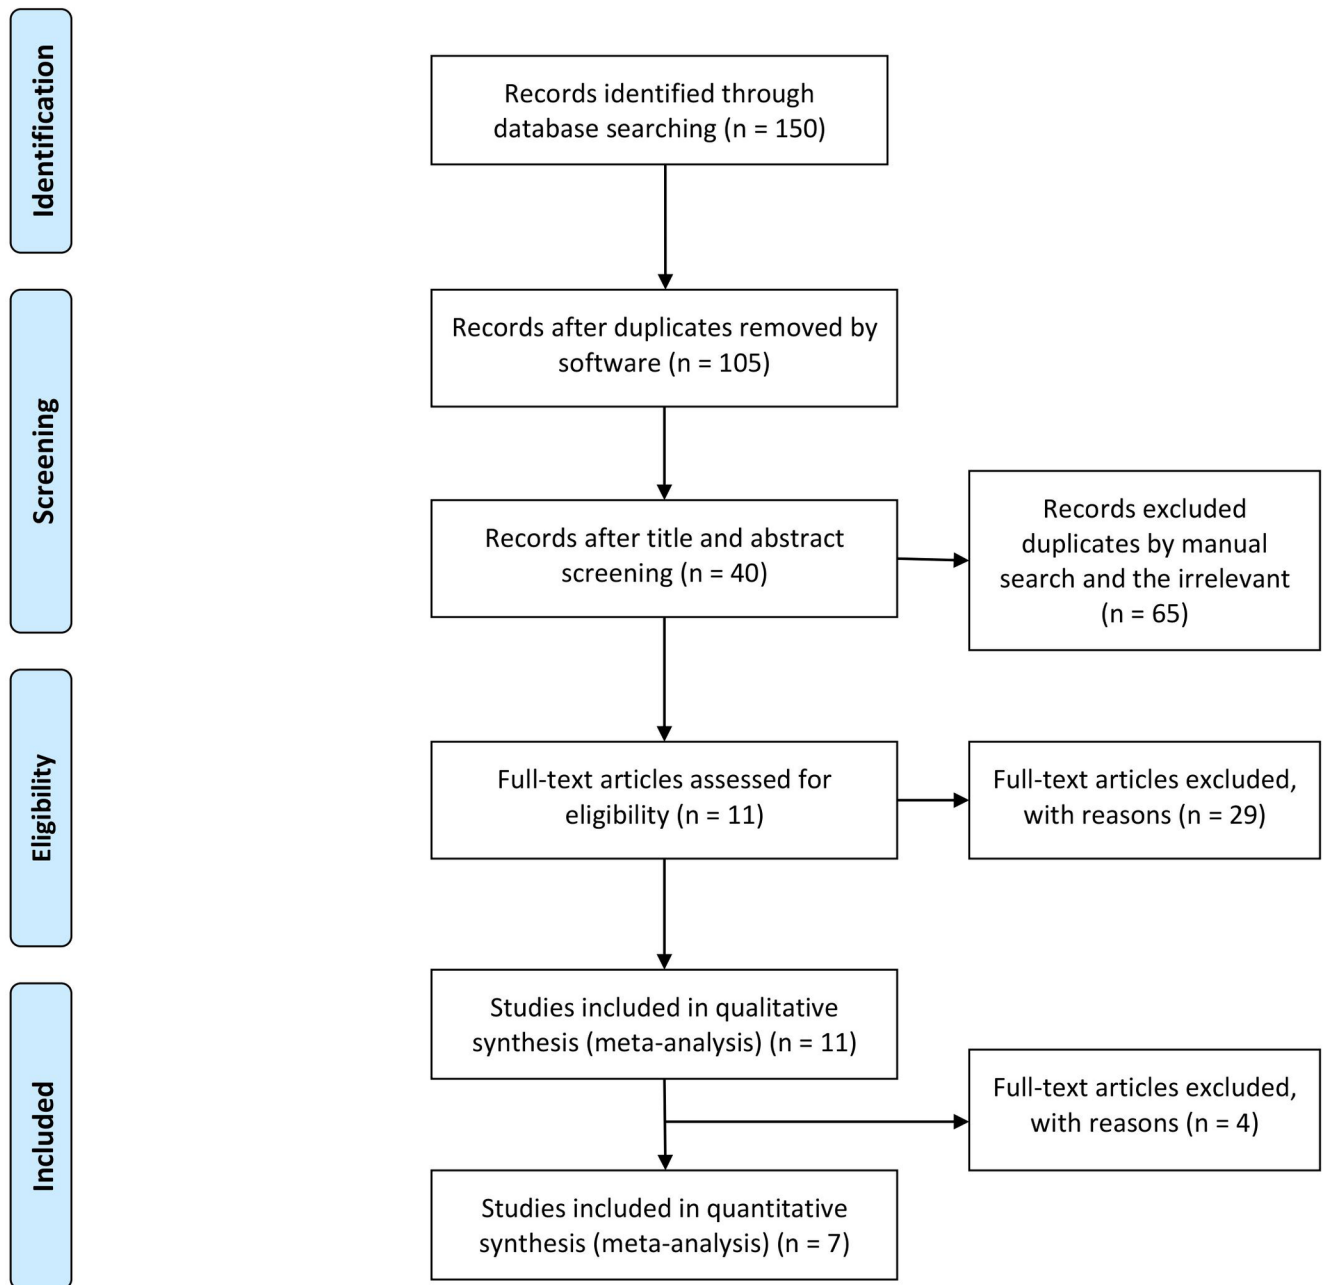 Identification
Records identified through
database searching (n = 150)
Screening
Records after duplicates removed by
software (n = 105)
Records after title and abstract
screening (n = 40)
Records excluded
duplicates by manual
search and the irrelevant
(n = 65)
Eligibility
Full-text articles assessed for
eligibility (n = 11)
Full-text articles excluded,
with reasons (n = 29)
Included
Studies included in qualitative
synthesis (meta-analysis) (n = 11)
Full-text articles excluded,
with reasons (n = 4)
Studies included in quantitative
synthesis (meta-analysis) (n = 7)